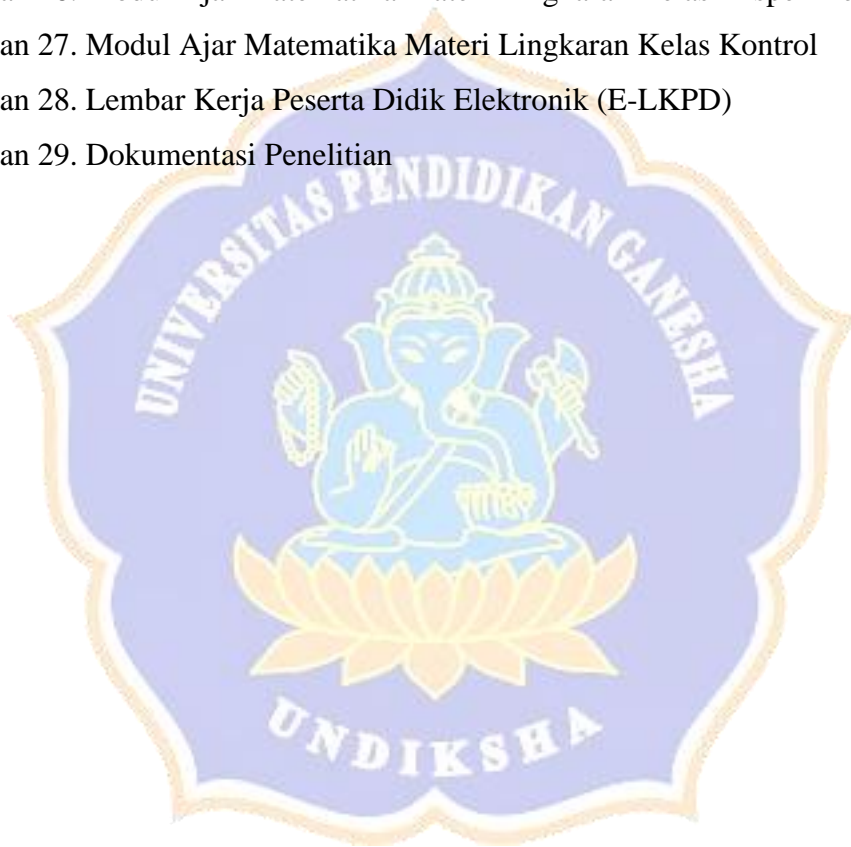 an 27. Modul Ajar Matematika Materi Lingkaran Kelas Kontrol
an 28. Lembar Kerja Peserta Didik Elektronik (E-LKPD)
an 29. Dokumentasi Penelitian
UNIVERSITAS PENDIDIKAN GANESHA
UNDIKSHA